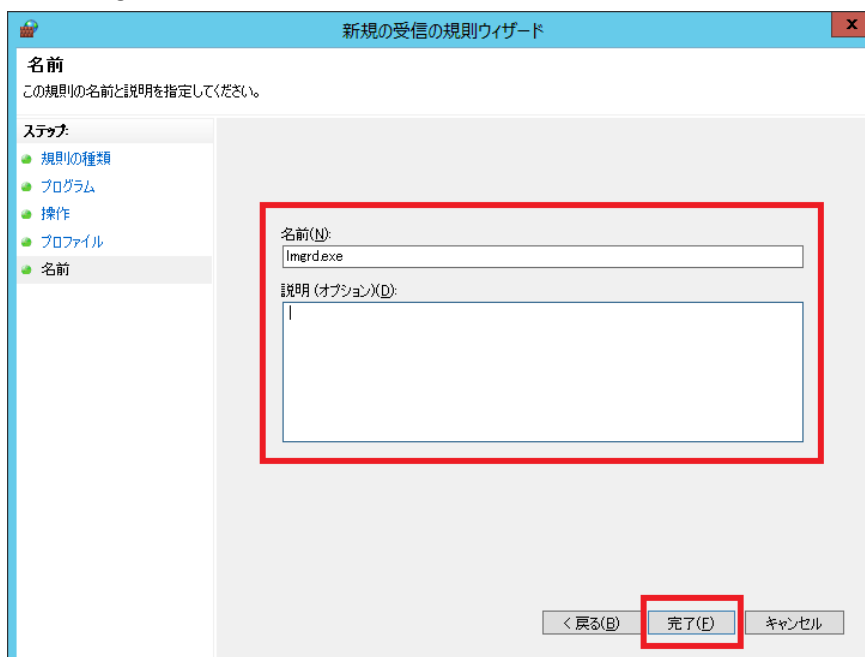 新規の受信の規則ウィザード
x
名前
この規則の名前と説明を指定してください。
ステップ:
規則の種類
プログラム
操作
プロファイル
名前
名前(N):
lmgrd.exe
説明 (オプション)(D):
< 戻る(B)
完了(F)
キャンセル